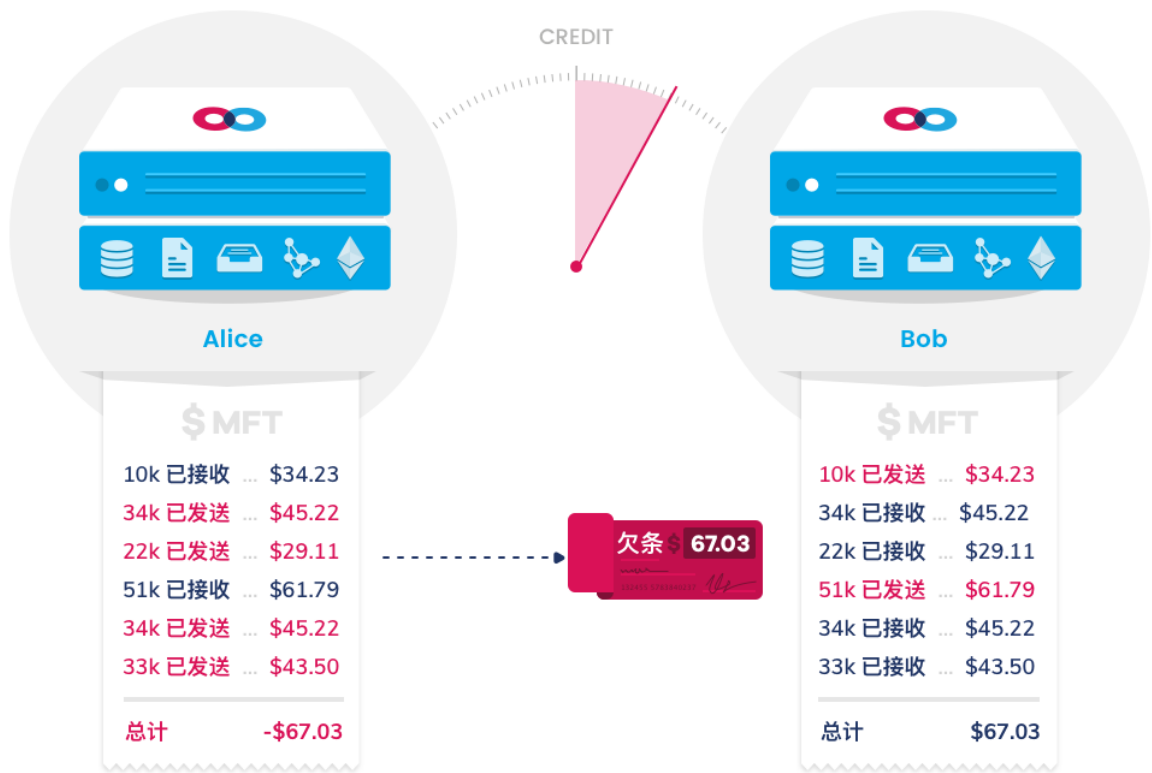 CREDIT
Alice
$ MFT
10k 已接收 ... $34.23
34k 已发送 ... $45.22
22k 已发送 ... $29.11
51k 已接收 ... $61.79
34k 已发送 ... $45.22
33k 已发送 ... $43.50
总计 -$67.03
欠条 $ 67.03
Bob
$ MFT
10k 已发送 ... $34.23
34k 已接收 ... $45.22
22k 已接收 ... $29.11
51k 已发送 ... $61.79
34k 已接收 ... $45.22
33k 已接收 ... $43.50
总计 $67.03